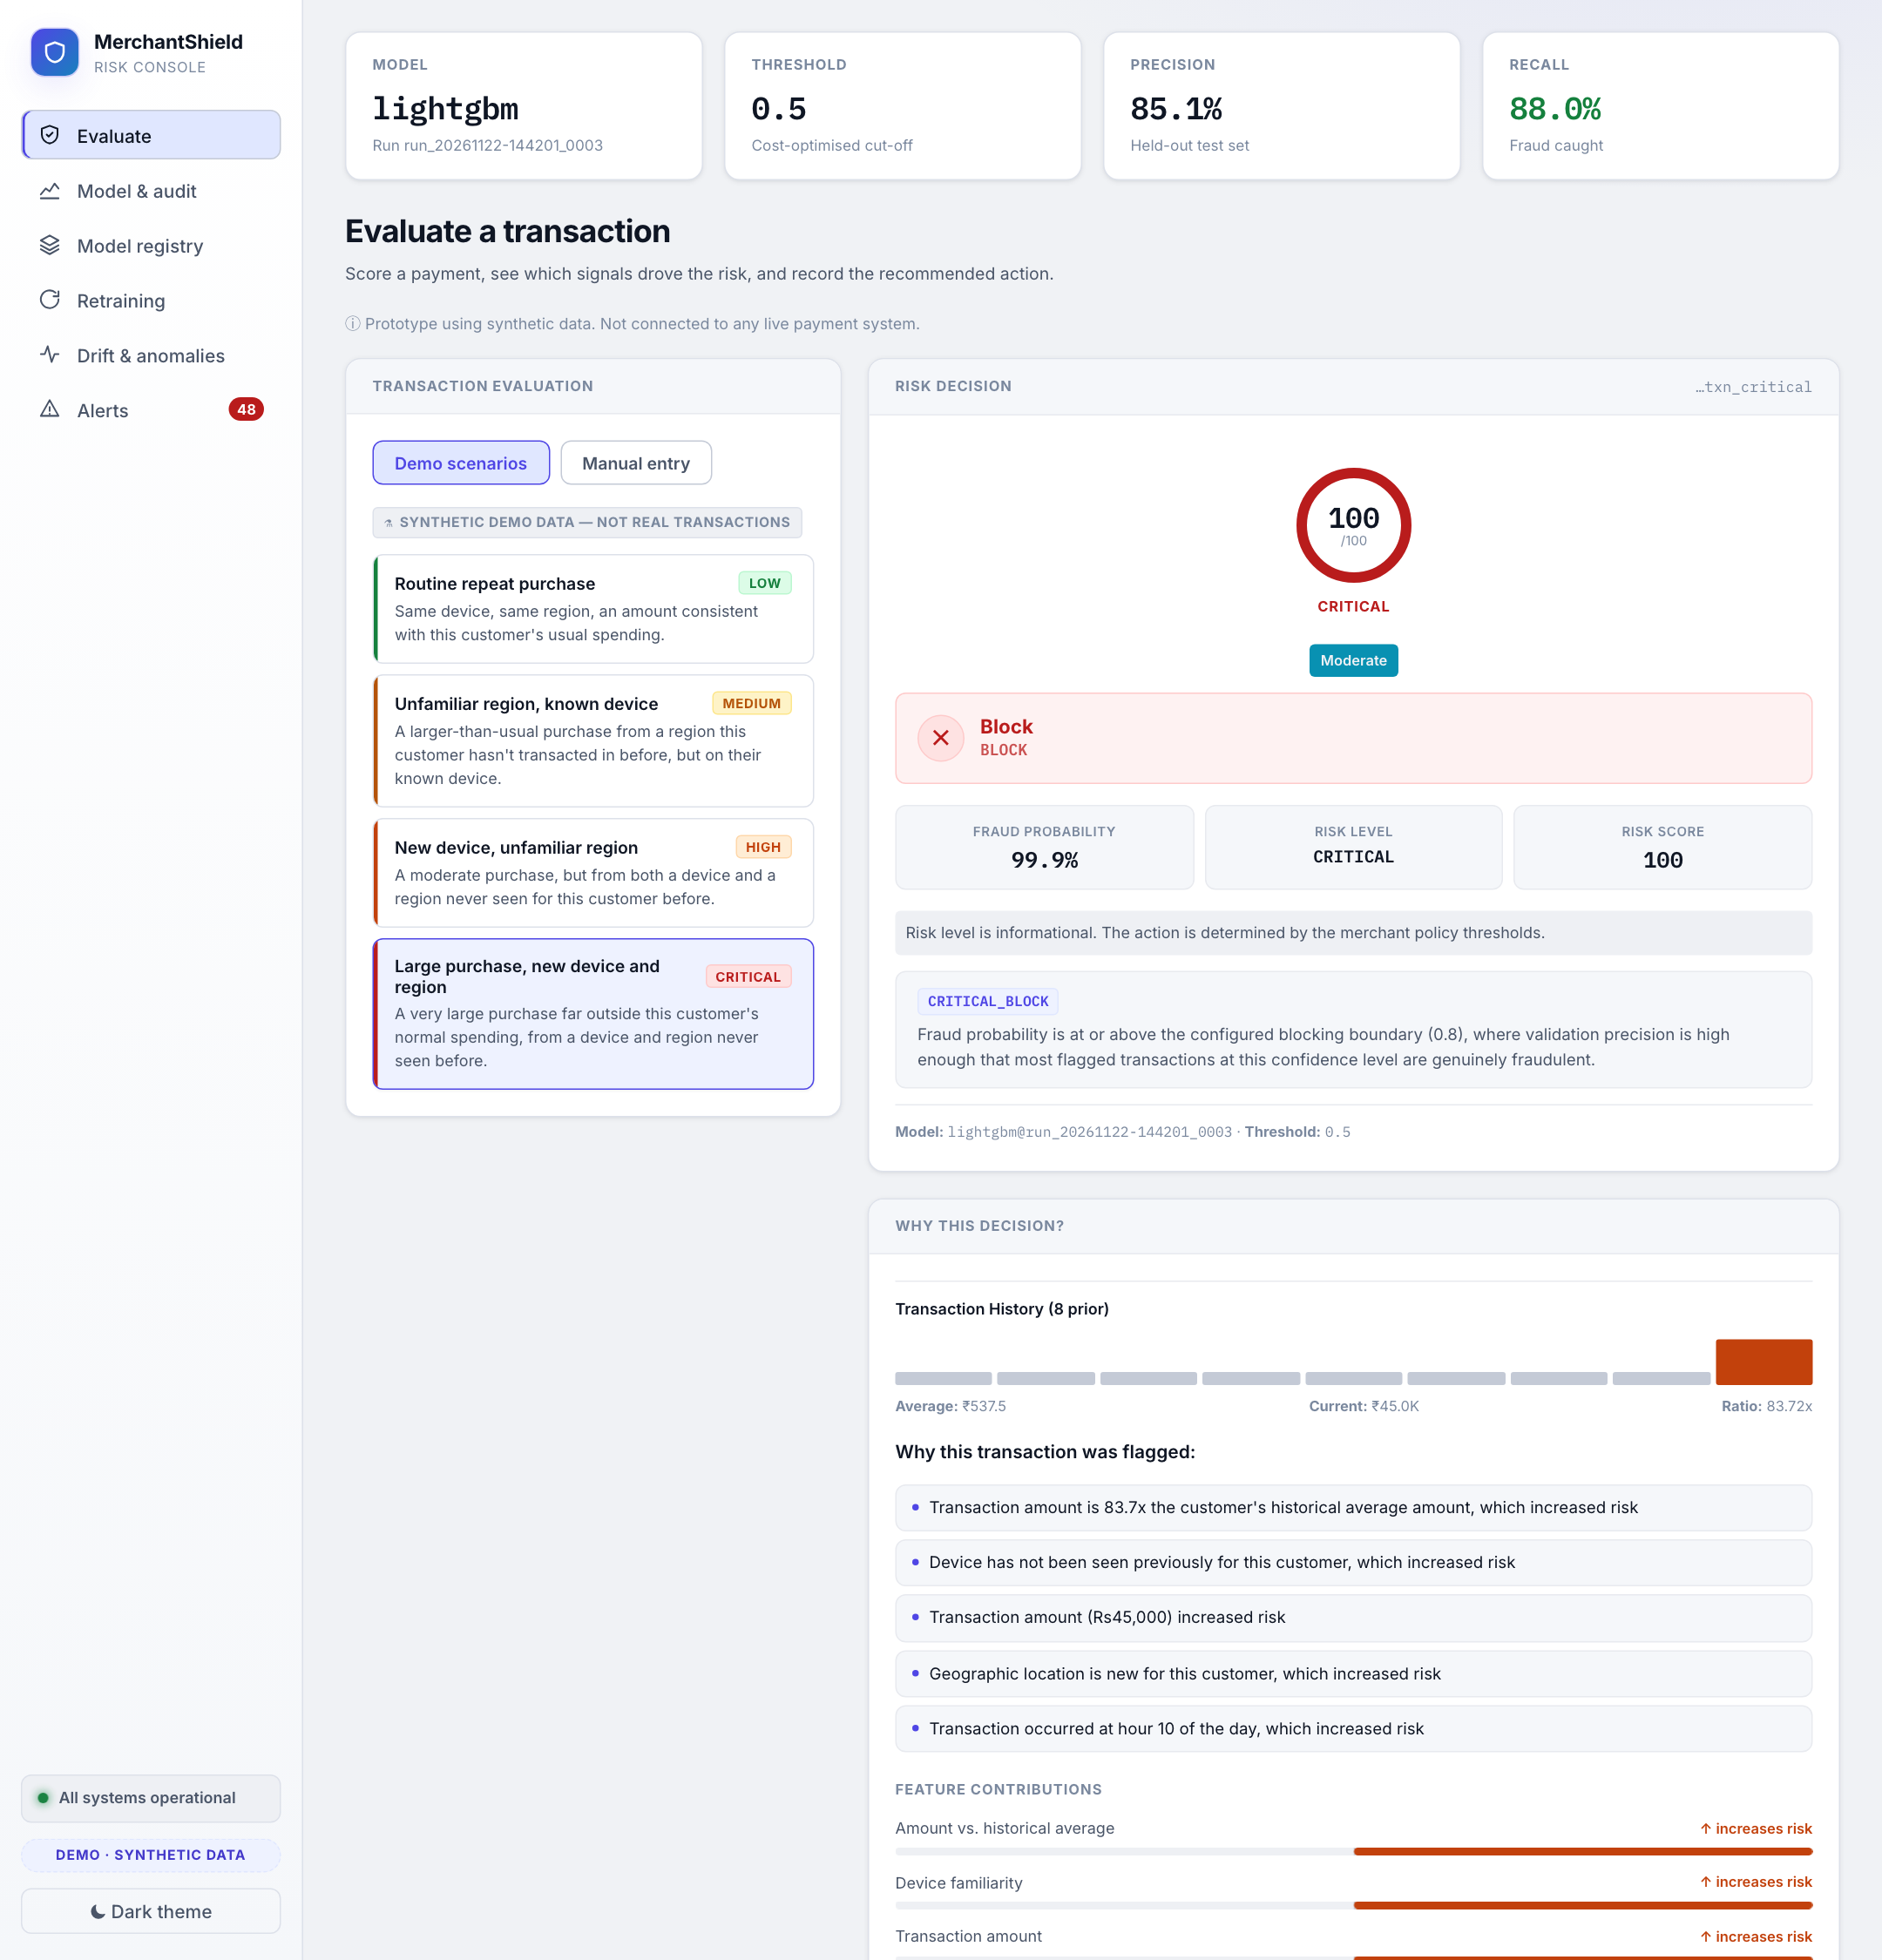 MerchantShield
RISK CONSOLE
Evaluate
Model & audit
Model registry
Retraining
Drift & anomalies
Alerts
48
All systems operational
DEMO · SYNTHETIC DATA
Dark theme
MODEL
lightgbm
Run run_20261122-144201_0003
THRESHOLD
0.5
Cost-optimised cut-off
PRECISION
85.1%
Held-out test set
RECALL
88.0%
Fraud caught
Evaluate a transaction
Score a payment, see which signals drove the risk, and record the recommended action.
ⓘ Prototype using synthetic data. Not connected to any live payment system.
TRANSACTION EVALUATION
Demo scenarios
Manual entry
SYNTHETIC DEMO DATA — NOT REAL TRANSACTIONS
Routine repeat purchase
LOW
Same device, same region, an amount consistent
with this customer's usual spending.
Unfamiliar region, known device
MEDIUM
A larger-than-usual purchase from a region this
customer hasn't transacted in before, but on their
known device.
New device, unfamiliar region
HIGH
A moderate purchase, but from both a device and a
region never seen for this customer before.
Large purchase, new device and
region
CRITICAL
A very large purchase far outside this customer's
normal spending, from a device and region never
seen before.
RISK DECISION
…txn_critical
100
/100
CRITICAL
Moderate
Block
BLOCK
FRAUD PROBABILITY
99.9%
RISK LEVEL
CRITICAL
RISK SCORE
100
Risk level is informational. The action is determined by the merchant policy thresholds.
CRITICAL_BLOCK
Fraud probability is at or above the configured blocking boundary (0.8), where validation precision is high
enough that most flagged transactions at this confidence level are genuinely fraudulent.
Model: lightgbm@run_20261122-144201_0003 · Threshold: 0.5
WHY THIS DECISION?
Transaction History (8 prior)
Average: ₹537.5
Current: ₹45.0K
Ratio: 83.72x
Why this transaction was flagged:
Transaction amount is 83.7x the customer's historical average amount, which increased risk
Device has not been seen previously for this customer, which increased risk
Transaction amount (Rs45,000) increased risk
Geographic location is new for this customer, which increased risk
Transaction occurred at hour 10 of the day, which increased risk
FEATURE CONTRIBUTIONS
Amount vs. historical average
↑ increases risk
Device familiarity
↑ increases risk
Transaction amount
↑ increases risk